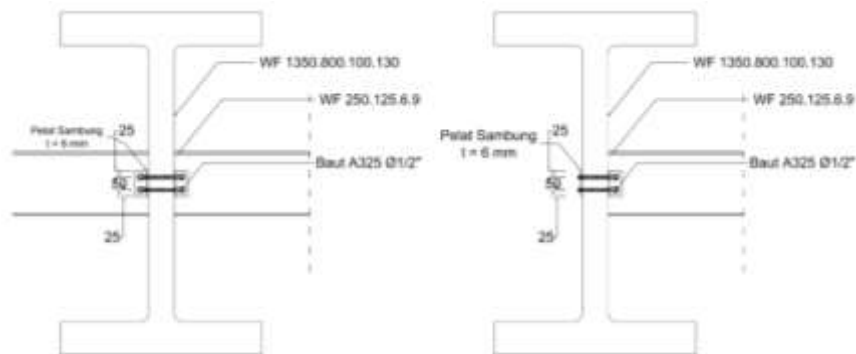 WF 1350.800.100.130
WF 250.125.6.9
Pelat Sambung
t = 6 mm
25
Baut A325 Ø1/2"
50
25
WF 1350.800.100.130
WF 250.125.6.9
Pelat Sambung
t = 6 mm
25
Baut A325 Ø1/2"
50
25